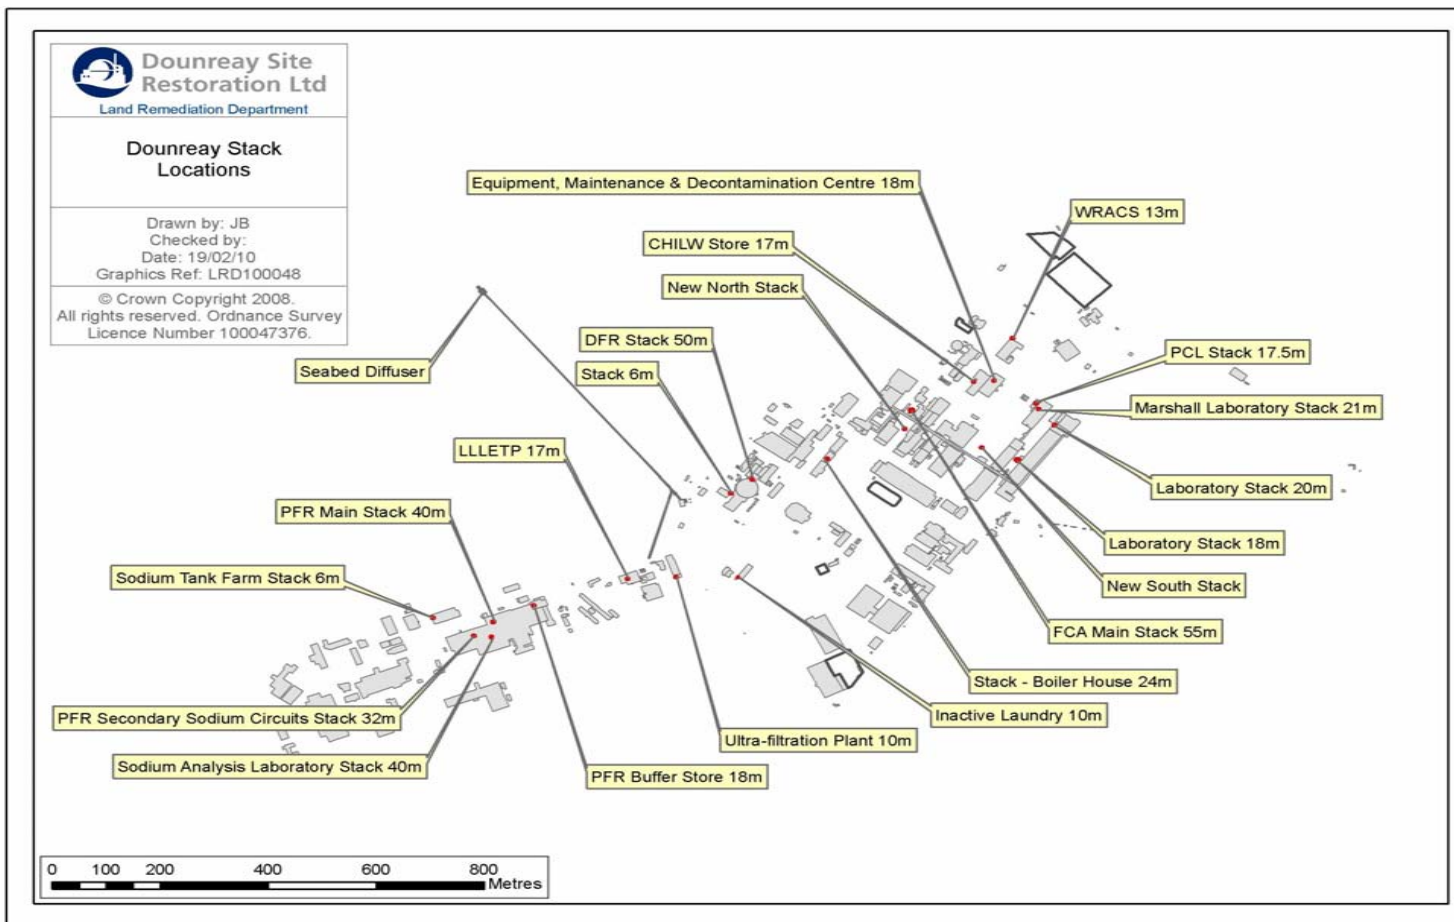 Dounreay Site
Restoration Ltd
Land Remediation Department
Dounreay Stack
Locations
Drawn by: JB
Checked by:
Date: 19/02/10
Graphics Ref: LRD100048
© Crown Copyright 2008.
All rights reserved. Ordnance Survey
Licence Number 100047376.
Equipment, Maintenance & Decontamination Centre 18m
WRACS 13m
CHILW Store 17m
New North Stack
DFR Stack 50m
PCL Stack 17.5m
Seabed Diffuser
Stack 6m
Marshall Laboratory Stack 21m
LLLETP 17m
Laboratory Stack 20m
PFR Main Stack 40m
Laboratory Stack 18m
Sodium Tank Farm Stack 6m
New South Stack
FCA Main Stack 55m
Stack - Boiler House 24m
PFR Secondary Sodium Circuits Stack 32m
Inactive Laundry 10m
Ultra-filtration Plant 10m
Sodium Analysis Laboratory Stack 40m
PFR Buffer Store 18m
0 100 200 400 600 800
Metres